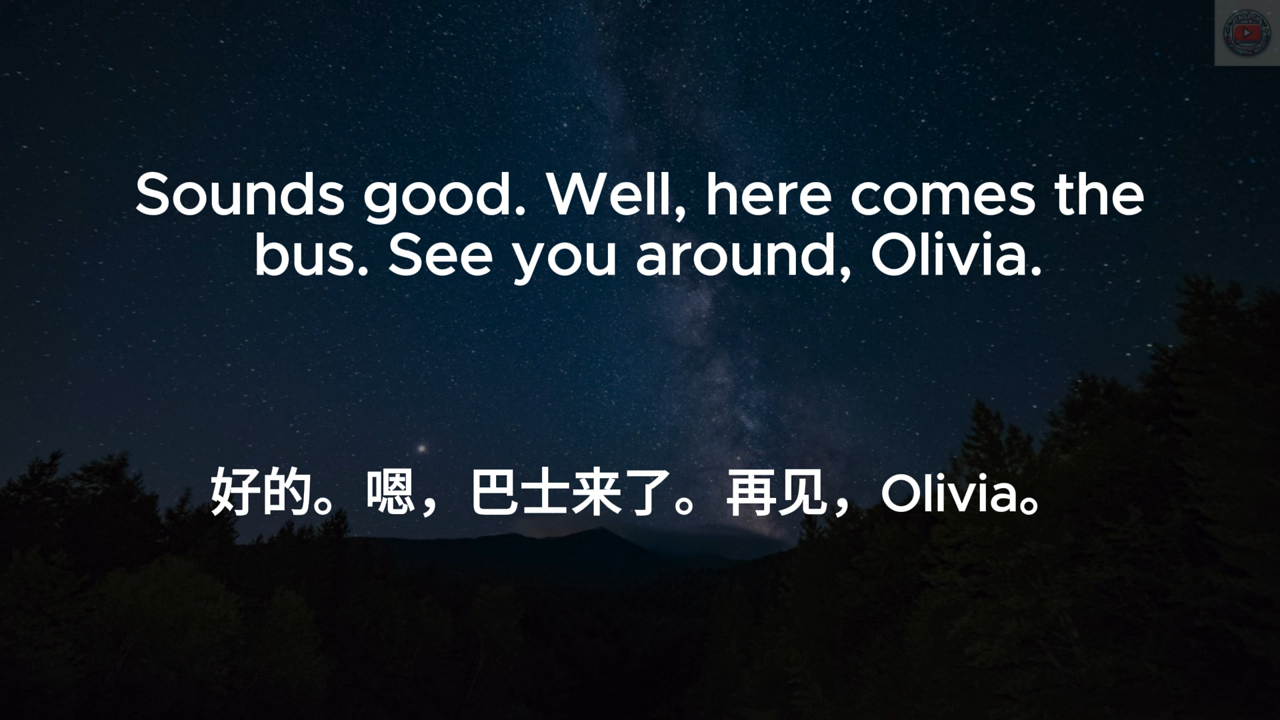 Sounds good. Well, here comes the
bus. See you around, Olivia.
好的。嗯，巴士来了。再见，Olivia。